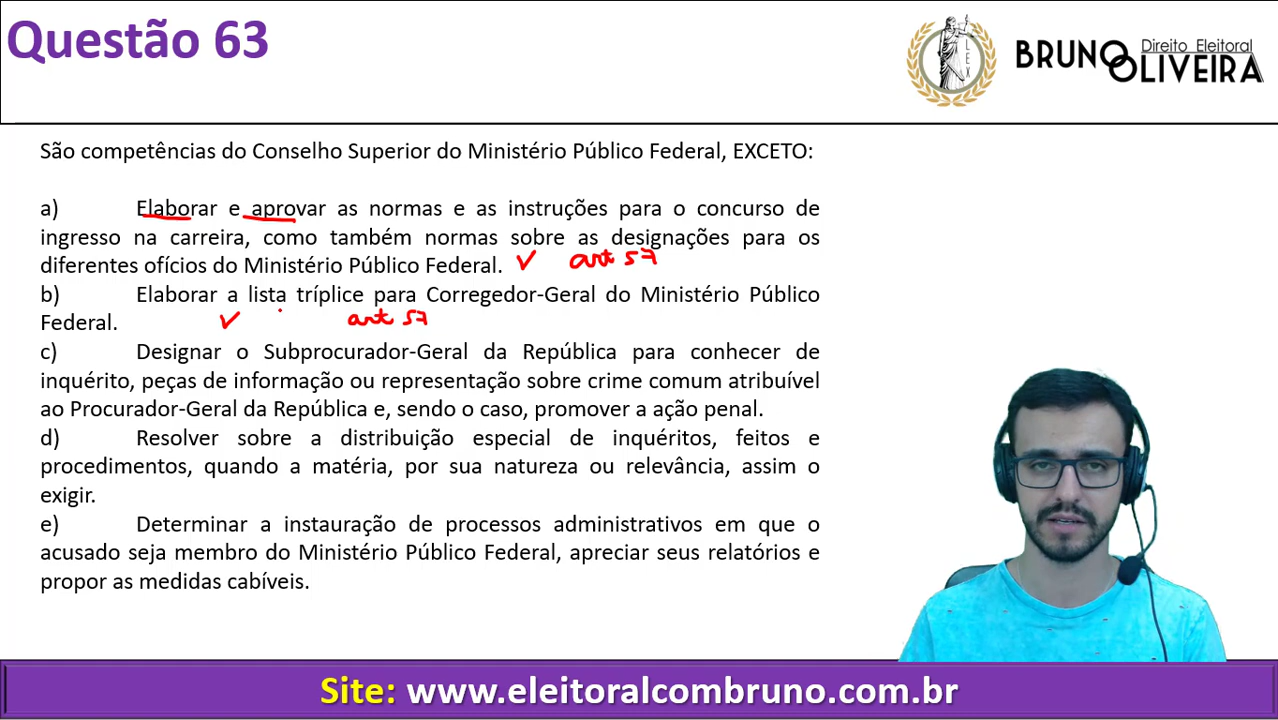 Questão 63
LEX
BRUNO OLIVEIRA
Direito Eleitoral
São competências do Conselho Superior do Ministério Público Federal, EXCETO:
a) Elaborar e aprovar as normas e as instruções para o concurso de
ingresso na carreira, como também normas sobre as designações para os
diferentes ofícios do Ministério Público Federal. ✓ art 57
b) Elaborar a lista tríplice para Corregedor-Geral do Ministério Público
Federal. ✓ art 57
c) Designar o Subprocurador-Geral da República para conhecer de
inquérito, peças de informação ou representação sobre crime comum atribuível
ao Procurador-Geral da República e, sendo o caso, promover a ação penal.
d) Resolver sobre a distribuição especial de inquéritos, feitos e
procedimentos, quando a matéria, por sua natureza ou relevância, assim o
exigir.
e) Determinar a instauração de processos administrativos em que o
acusado seja membro do Ministério Público Federal, apreciar seus relatórios e
propor as medidas cabíveis.
Site: www.eleitoralcombruno.com.br